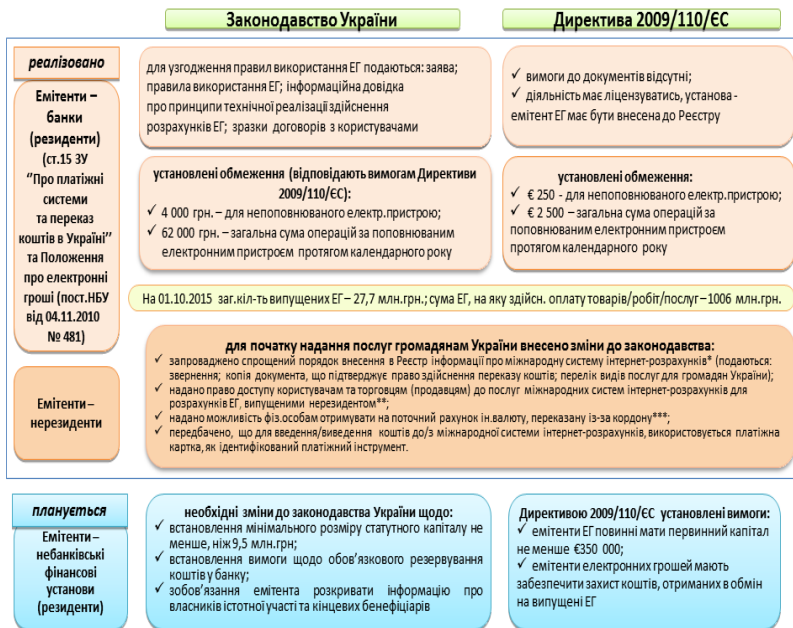 Законодавство України
Директива 2009/110/ЄС
реалізовано
Емітенти –
банки
(резиденти)
(ст.15 ЗУ
”Про платіжні
системи
та переказ
коштів в Україні”
та Положення
про електронні
гроші (пост.НБУ
від 04.11.2010
№ 481)
для узгодження правил використання ЕГ подаються: заява;
правила використання ЕГ; інформаційна довідка
про принципи технічної реалізації здійснення
розрахунків ЕГ; зразки договорів з користувачами
✓ вимоги до документів відсутні;
✓ діяльність має ліцензуватись, установа -
емітент ЕГ має бути внесена до Реєстру
установлені обмеження (відповідають вимогам Директиви
2009/110/ЄС):
✓ 4 000 грн. – для непоповнюваного електр.пристрою;
✓ 62 000 грн. – загальна сума операцій за поповнюваним
електронним пристроєм протягом календарного року
установлені обмеження:
✓ € 250 - для непоповнюваного електр.пристрою;
✓ € 2 500 – загальна сума операцій за
поповнюваним електронним пристроєм
протягом календарного року
На 01.10.2015 заг.кіл-ть випущених ЕГ – 27,7 млн.грн.; сума ЕГ, на яку здійсн. оплату товарів/робіт/послуг – 1006 млн.грн.
Емітенти –
нерезиденти
для початку надання послуг громадянам України внесено зміни до законодавства:
✓ запроваджено спрощений порядок внесення в Реєстр інформації про міжнародну систему інтернет-розрахунків* (подаються:
звернення; копія документа, що підтверджує право здійснення переказу коштів; перелік видів послуг для громадян України);
✓ надано право доступу користувачам та торговцям (продавцям) до послуг міжнародних систем інтернет-розрахунків для
розрахунків ЕГ, випущеними нерезидентом**;
✓ надано можливість фіз.особам отримувати на поточний рахунок ін.валюту, переказану із-за кордону***;
✓ передбачено, що для введення/виведення коштів до/з міжнародної системи інтернет-розрахунків, використовується платіжна
картка, як ідентифікований платіжний інструмент.
планується
Емітенти –
небанківські
фінансові
установи
(резиденти)
необхідні зміни до законодавства України щодо:
✓ встановлення мінімального розміру статутного капіталу не
менше, ніж 9,5 млн.грн;
✓ встановлення вимоги щодо обов’язкового резервування
коштів у банку;
✓ зобов’язання емітента розкривати інформацію про
власників істотної участі та кінцевих бенефіціарів
Директивою 2009/110/ЄС установлені вимоги:
✓ емітенти ЕГ повинні мати первинний капітал
не менше €350 000;
✓ емітенти електронних грошей мають
забезпечити захист коштів, отриманих в обмін
на випущені ЕГ